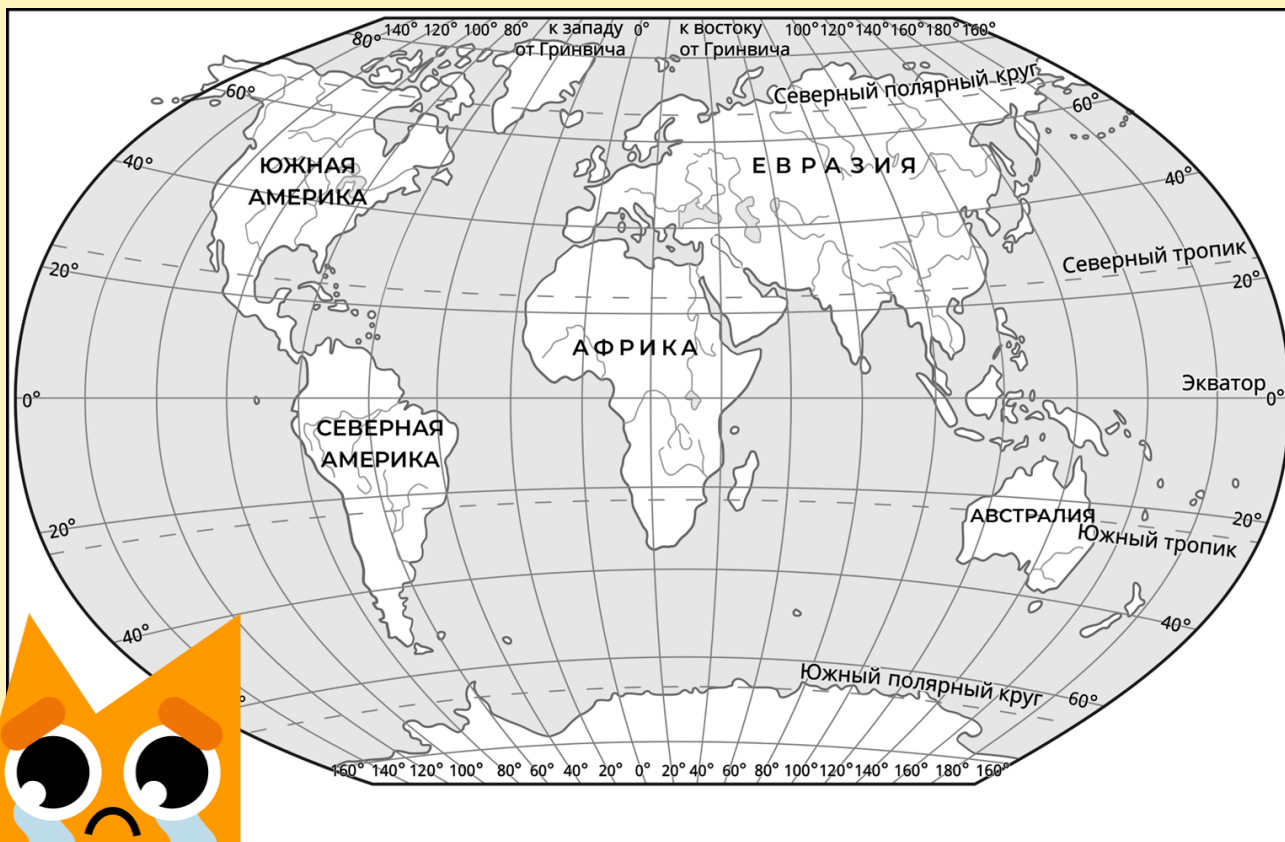 140° 120° 100° 80° к западу 0° к востоку 100° 120° 140° 160° 180° 160°
от Гринвича от Гринвича
80°
Северный полярный круг
60° 60°
ЮЖНАЯ
АМЕРИКА
ЕВРАЗИЯ
40° 40°
Северный тропик
20° 20°
АФРИКА
Экватор
0° 0°
СЕВЕРНАЯ
АМЕРИКА
АВСТРАЛИЯ
20° 20°
Южный тропик
40° 40°
Южный полярный круг
60°
160° 140° 120° 100° 80° 60° 40° 20° 0° 20° 40° 60° 80° 100° 120° 140° 160° 180° 160°